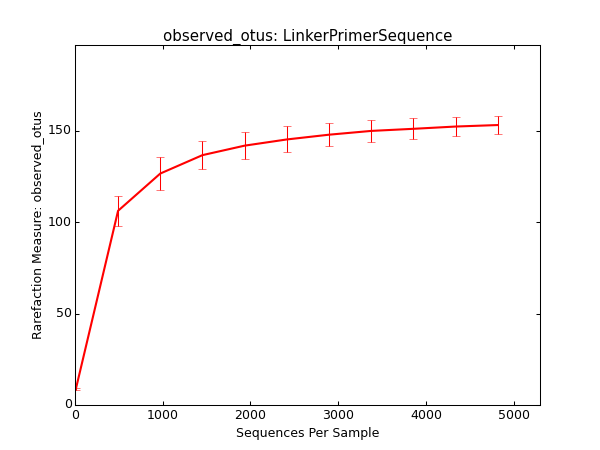 observed_otus: LinkerPrimerSequence
Rarefaction Measure: observed_otus
150
100
50
0
0 1000 2000 3000 4000 5000
Sequences Per Sample